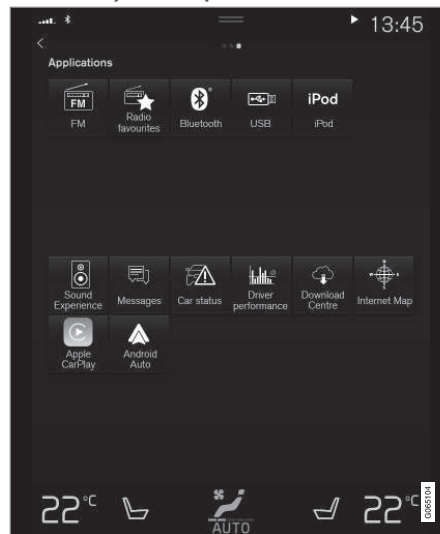 13:45
Applications
FM
iPod
FM
Radio
favourites
Bluetooth
USB
iPod
Sound
Experience
Messages
Car status
Driver
performance
Download
Centre
Internet Map
Apple
CarPlay
Android
Auto
22°C
AUTO
22°C
G065104